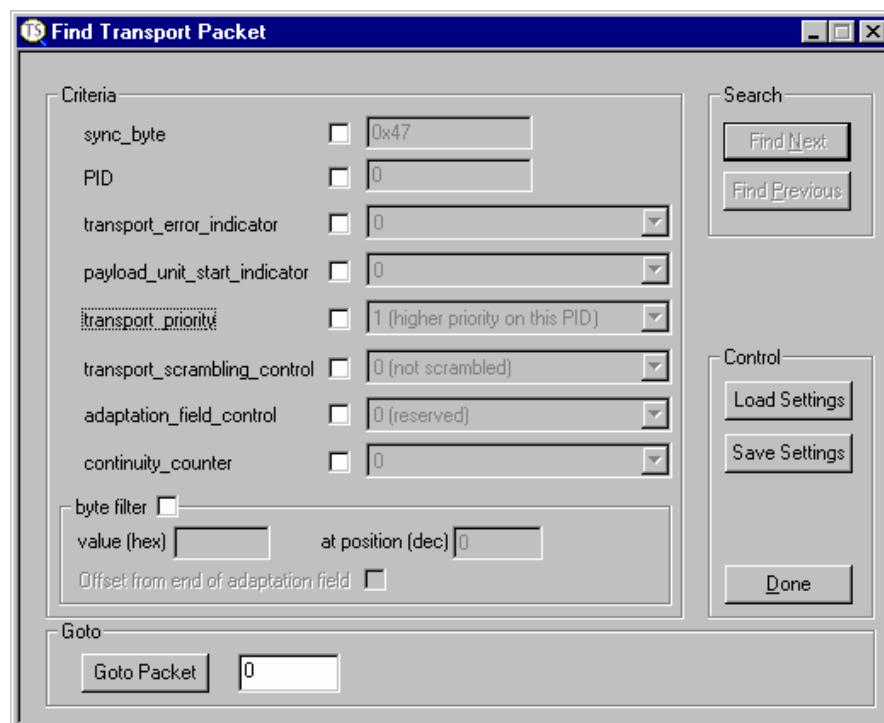 TS Find Transport Packet
Criteria
sync_byte 0x47
PID 0
transport_error_indicator 0
payload_unit_start_indicator 0
transport_priority 1 (higher priority on this PID)
transport_scrambling_control 0 (not scrambled)
adaptation_field_control 0 (reserved)
continuity_counter 0
byte filter
value (hex) at position (dec) 0
Offset from end of adaptation field
Search
Find Next
Find Previous
Control
Load Settings
Save Settings
Done
Goto
Goto Packet 0